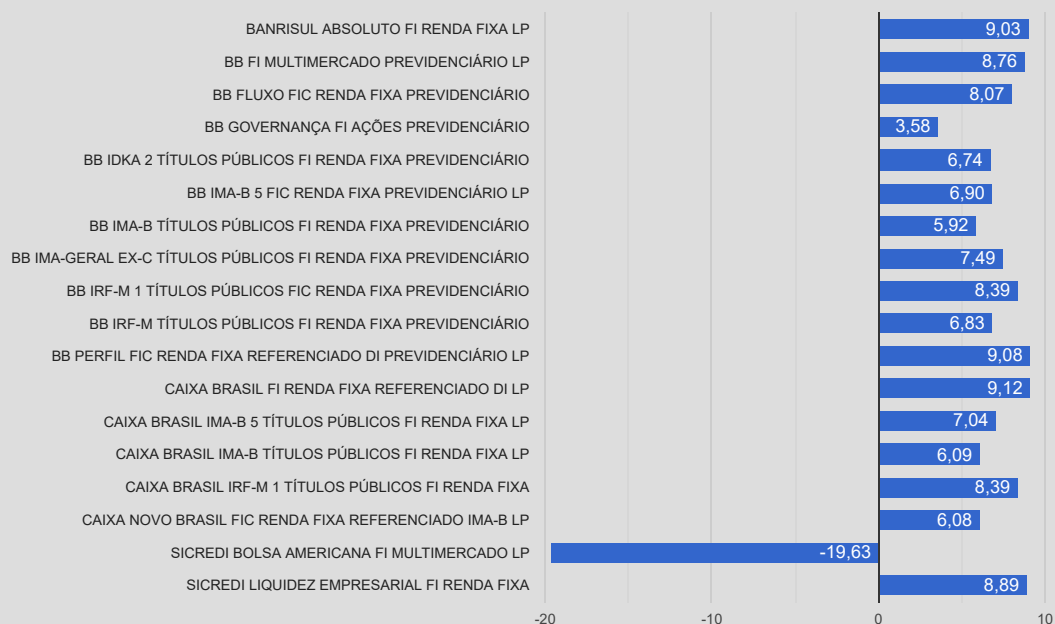 BANRISUL ABSOLUTO FI RENDA FIXA LP 9,03
BB FI MULTIMERCADO PREVIDENCIÁRIO LP 8,76
BB FLUXO FIC RENDA FIXA PREVIDENCIÁRIO 8,07
BB GOVERNANÇA FI AÇÕES PREVIDENCIÁRIO 3,58
BB IDKA 2 TÍTULOS PÚBLICOS FI RENDA FIXA PREVIDENCIÁRIO 6,74
BB IMA-B 5 FIC RENDA FIXA PREVIDENCIÁRIO LP 6,90
BB IMA-B TÍTULOS PÚBLICOS FI RENDA FIXA PREVIDENCIÁRIO 5,92
BB IMA-GERAL EX-C TÍTULOS PÚBLICOS FI RENDA FIXA PREVIDENCIÁRIO 7,49
BB IRF-M 1 TÍTULOS PÚBLICOS FIC RENDA FIXA PREVIDENCIÁRIO 8,39
BB IRF-M TÍTULOS PÚBLICOS FI RENDA FIXA PREVIDENCIÁRIO 6,83
BB PERFIL FIC RENDA FIXA REFERENCIADO DI PREVIDENCIÁRIO LP 9,08
CAIXA BRASIL FI RENDA FIXA REFERENCIADO DI LP 9,12
CAIXA BRASIL IMA-B 5 TÍTULOS PÚBLICOS FI RENDA FIXA LP 7,04
CAIXA BRASIL IMA-B TÍTULOS PÚBLICOS FI RENDA FIXA LP 6,09
CAIXA BRASIL IRF-M 1 TÍTULOS PÚBLICOS FI RENDA FIXA 8,39
CAIXA NOVO BRASIL FIC RENDA FIXA REFERENCIADO IMA-B LP 6,08
SICREDI BOLSA AMERICANA FI MULTIMERCADO LP -19,63
SICREDI LIQUIDEZ EMPRESARIAL FI RENDA FIXA 8,89
-20 -10 0 10